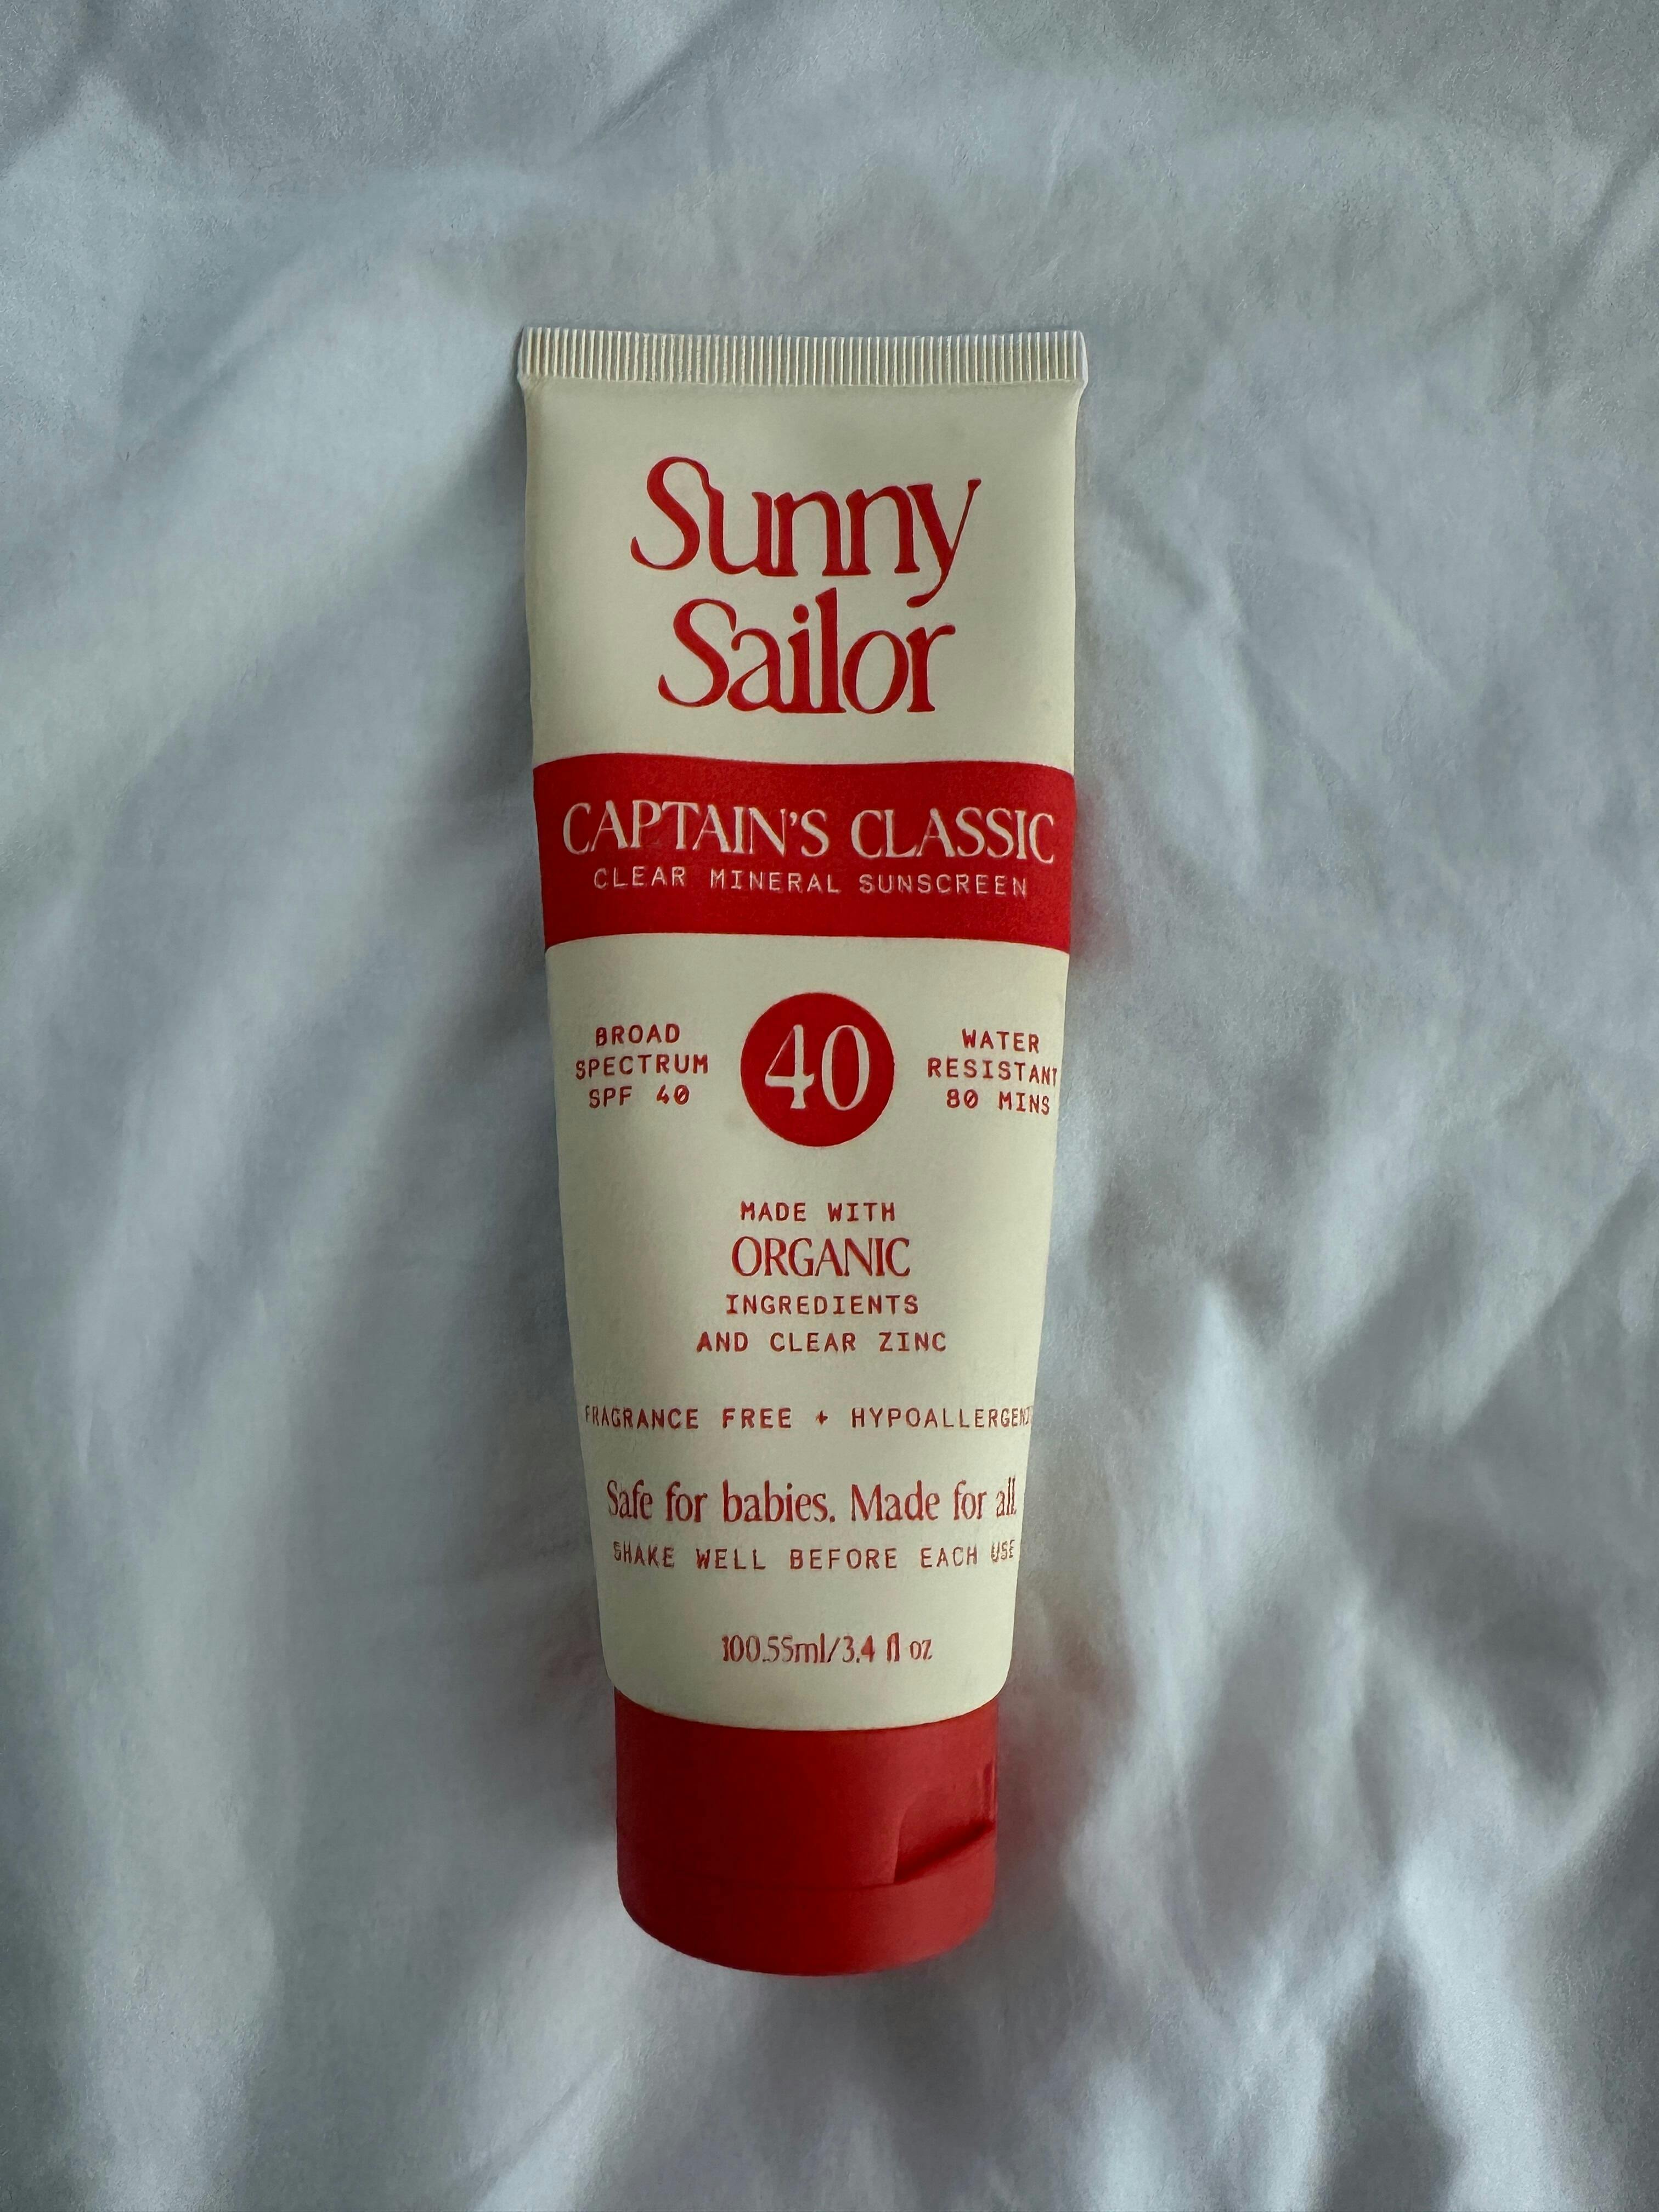 Sunny
Sailor
CAPTAIN'S CLASSIC
CLEAR MINERAL SUNSCREEN
BROAD
SPECTRUM
SPF 40
40
WATER
RESISTANT
80 MINS
MADE WITH
ORGANIC
INGREDIENTS
AND CLEAR ZINC
FRAGRANCE FREE + HYPOALLERGENI
Safe for babies. Made for all.
SHAKE WELL BEFORE EACH USE
100.55ml/3.4 fl oz